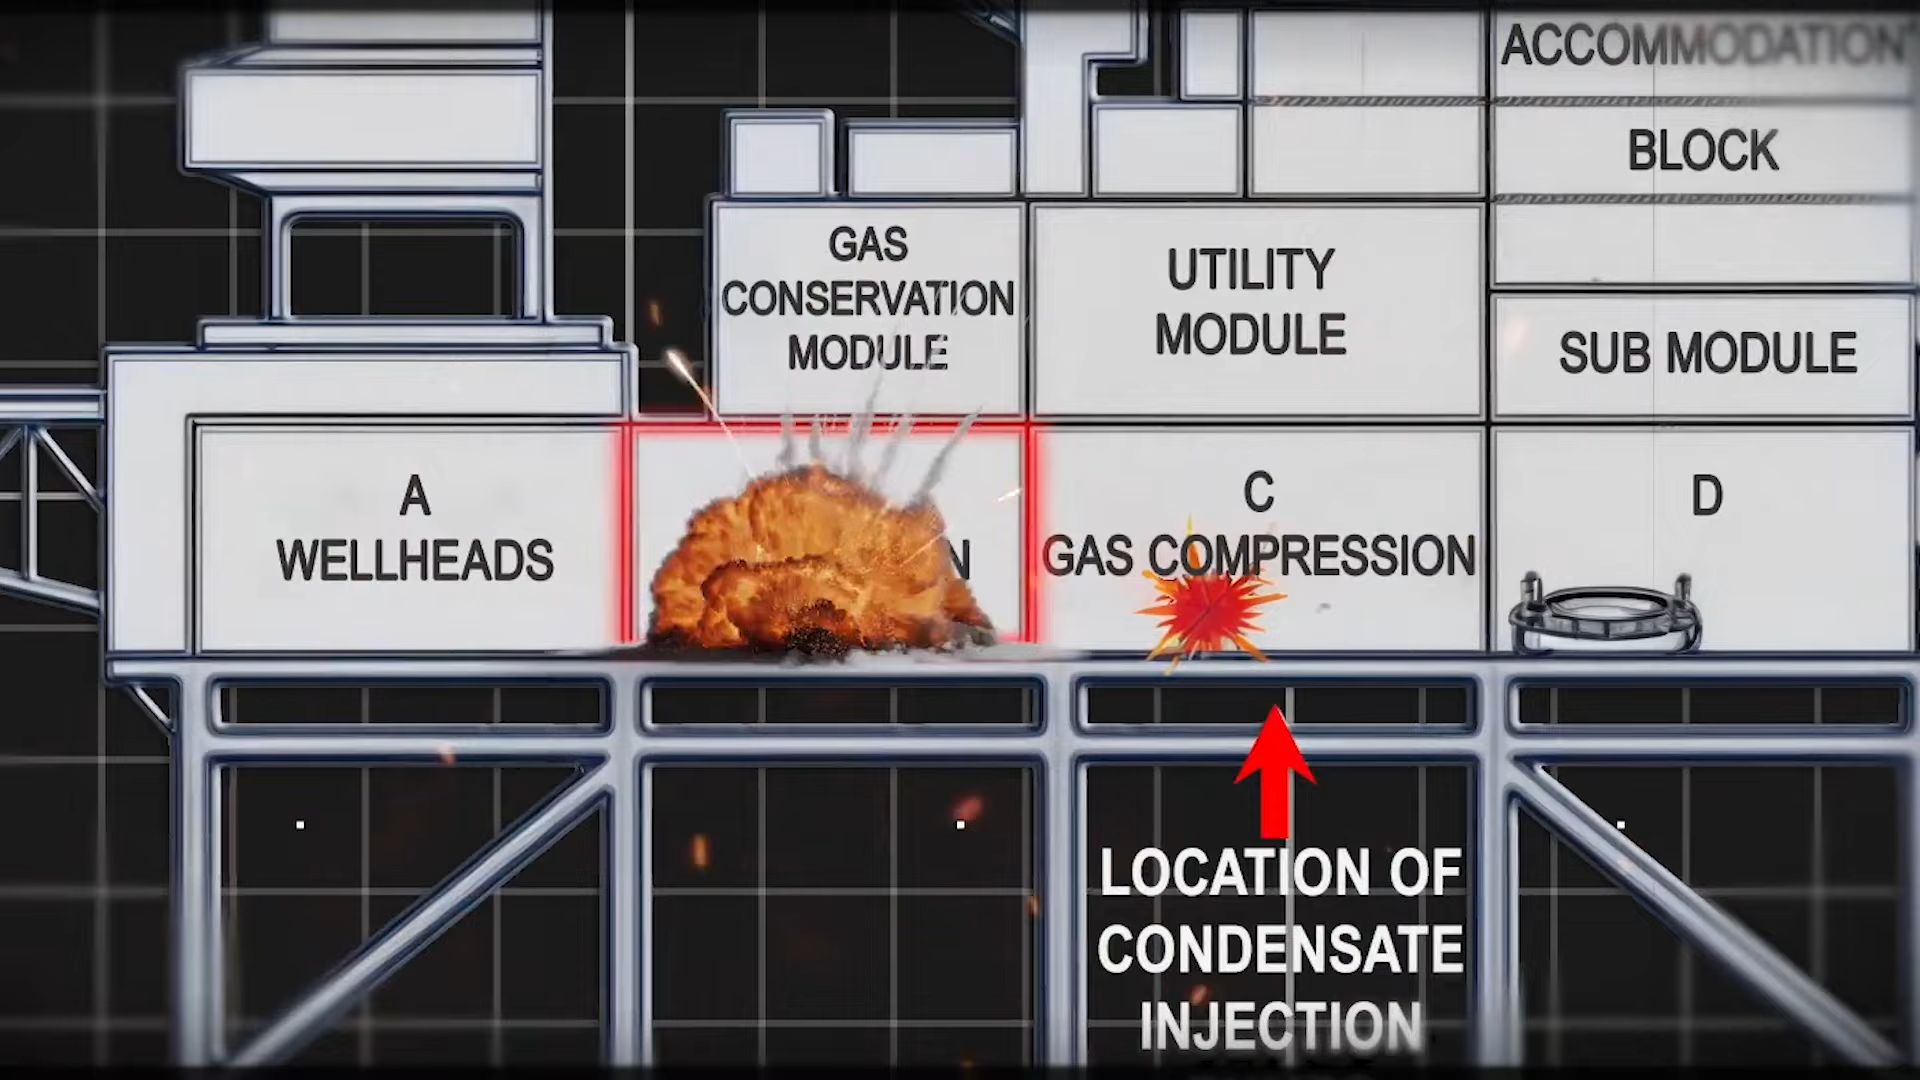 ACCOMMODATION
BLOCK
GAS
CONSERVATION
MODULE
UTILITY
MODULE
SUB MODULE
A
WELLHEADS
N
C
GAS COMPRESSION
D
LOCATION OF
CONDENSATE
INJECTION